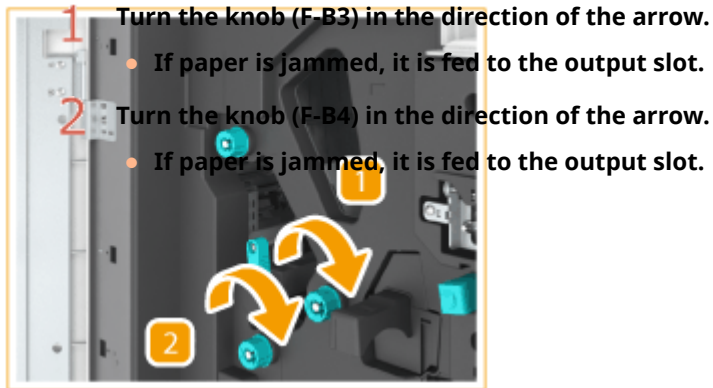 1 Turn the knob (F-B3) in the direction of the arrow.
• If paper is jammed, it is fed to the output slot.
2 Turn the knob (F-B4) in the direction of the arrow.
• If paper is jammed, it is fed to the output slot.
1
2